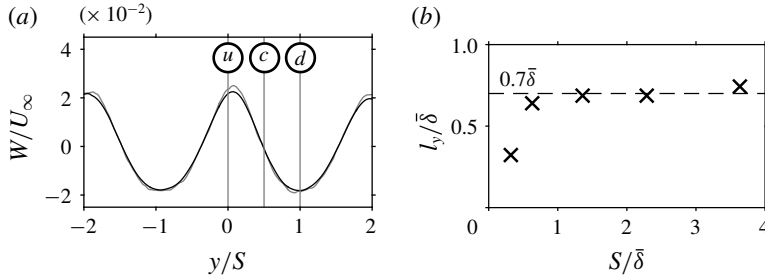 (a)
(× 10⁻²)
4
2
0
−2
W/U∞
u
c
d
−2
−1
0
1
2
y/S
(b)
1.0
0.5
0
l_y/δ̄
0.7δ̄
1
2
3
4
S/δ̄